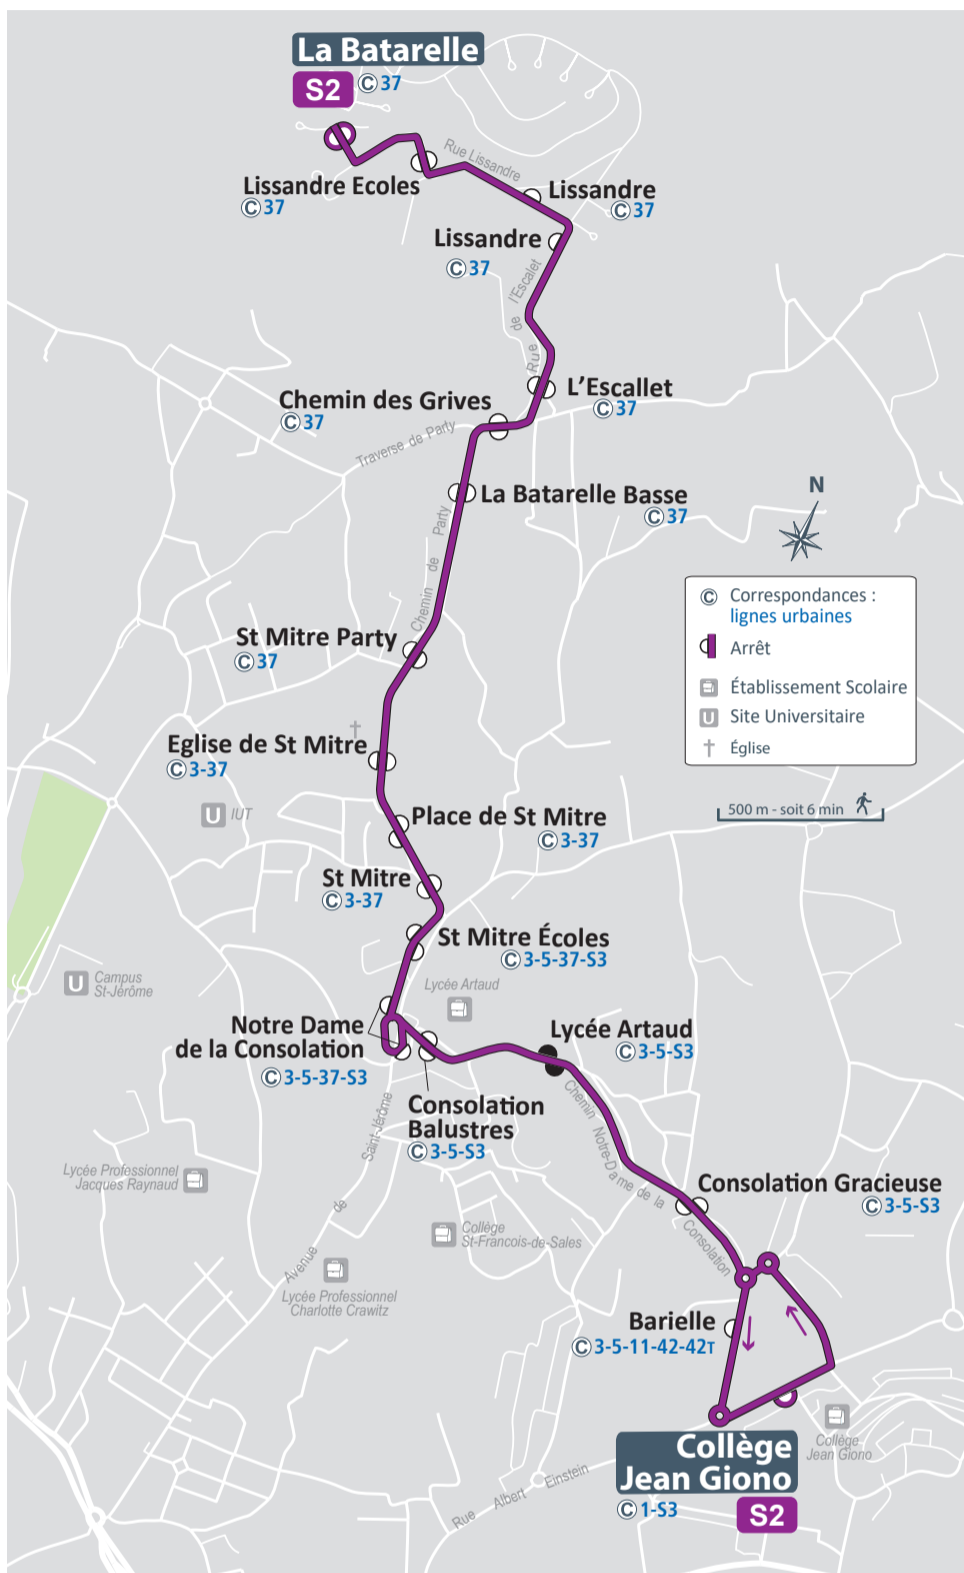 La Batarelle
S2 C 37
Rue Lissandre
Lissandre Ecoles
C 37
Lissandre
C 37
Lissandre
C 37
Rue de l'Escalet
L'Escallet
C 37
Chemin des Grives
C 37
Traverse de Party
La Batarelle Basse
C 37
N
Chemin de Party
C Correspondances :
lignes urbaines
Arrêt
Établissement Scolaire
U Site Universitaire
Église
500 m - soit 6 min
St Mitre Party
C 37
Eglise de St Mitre
C 3-37
U IUT
Place de St Mitre
C 3-37
St Mitre
C 3-37
St Mitre Écoles
C 3-5-37-S3
U Campus
St-Jérôme
Lycée Artaud
Notre Dame
de la Consolation
C 3-5-37-S3
Lycée Artaud
C 3-5-S3
Consolation
Balustres
C 3-5-S3
Chemin Notre-Dame de la Consolation
Avenue de Saint-Jérôme
Lycée Professionnel
Jacques Raynaud
Consolation Gracieuse
C 3-5-S3
Collège
St-Francois-de-Sales
Lycée Professionnel
Charlotte Crawitz
Barielle
C 3-5-11-42-42T
Collège
Jean Giono
Collège
Jean Giono
C 1-S3
S2
Rue Albert Einstein